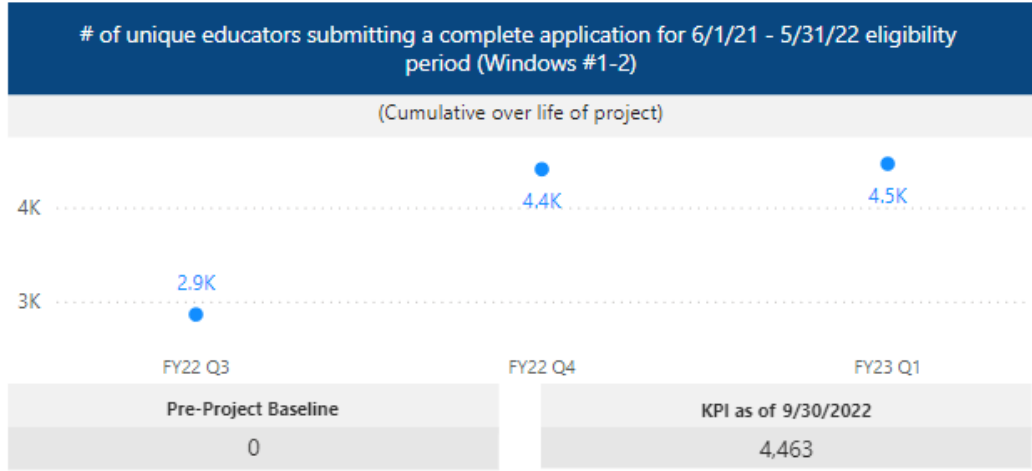 # of unique educators submitting a complete application for 6/1/21 - 5/31/22 eligibility
period (Windows #1-2)
(Cumulative over life of project)
4K
4.4K
4.5K
2.9K
3K
FY22 Q3
FY22 Q4
FY23 Q1
Pre-Project Baseline
KPI as of 9/30/2022
0
4,463